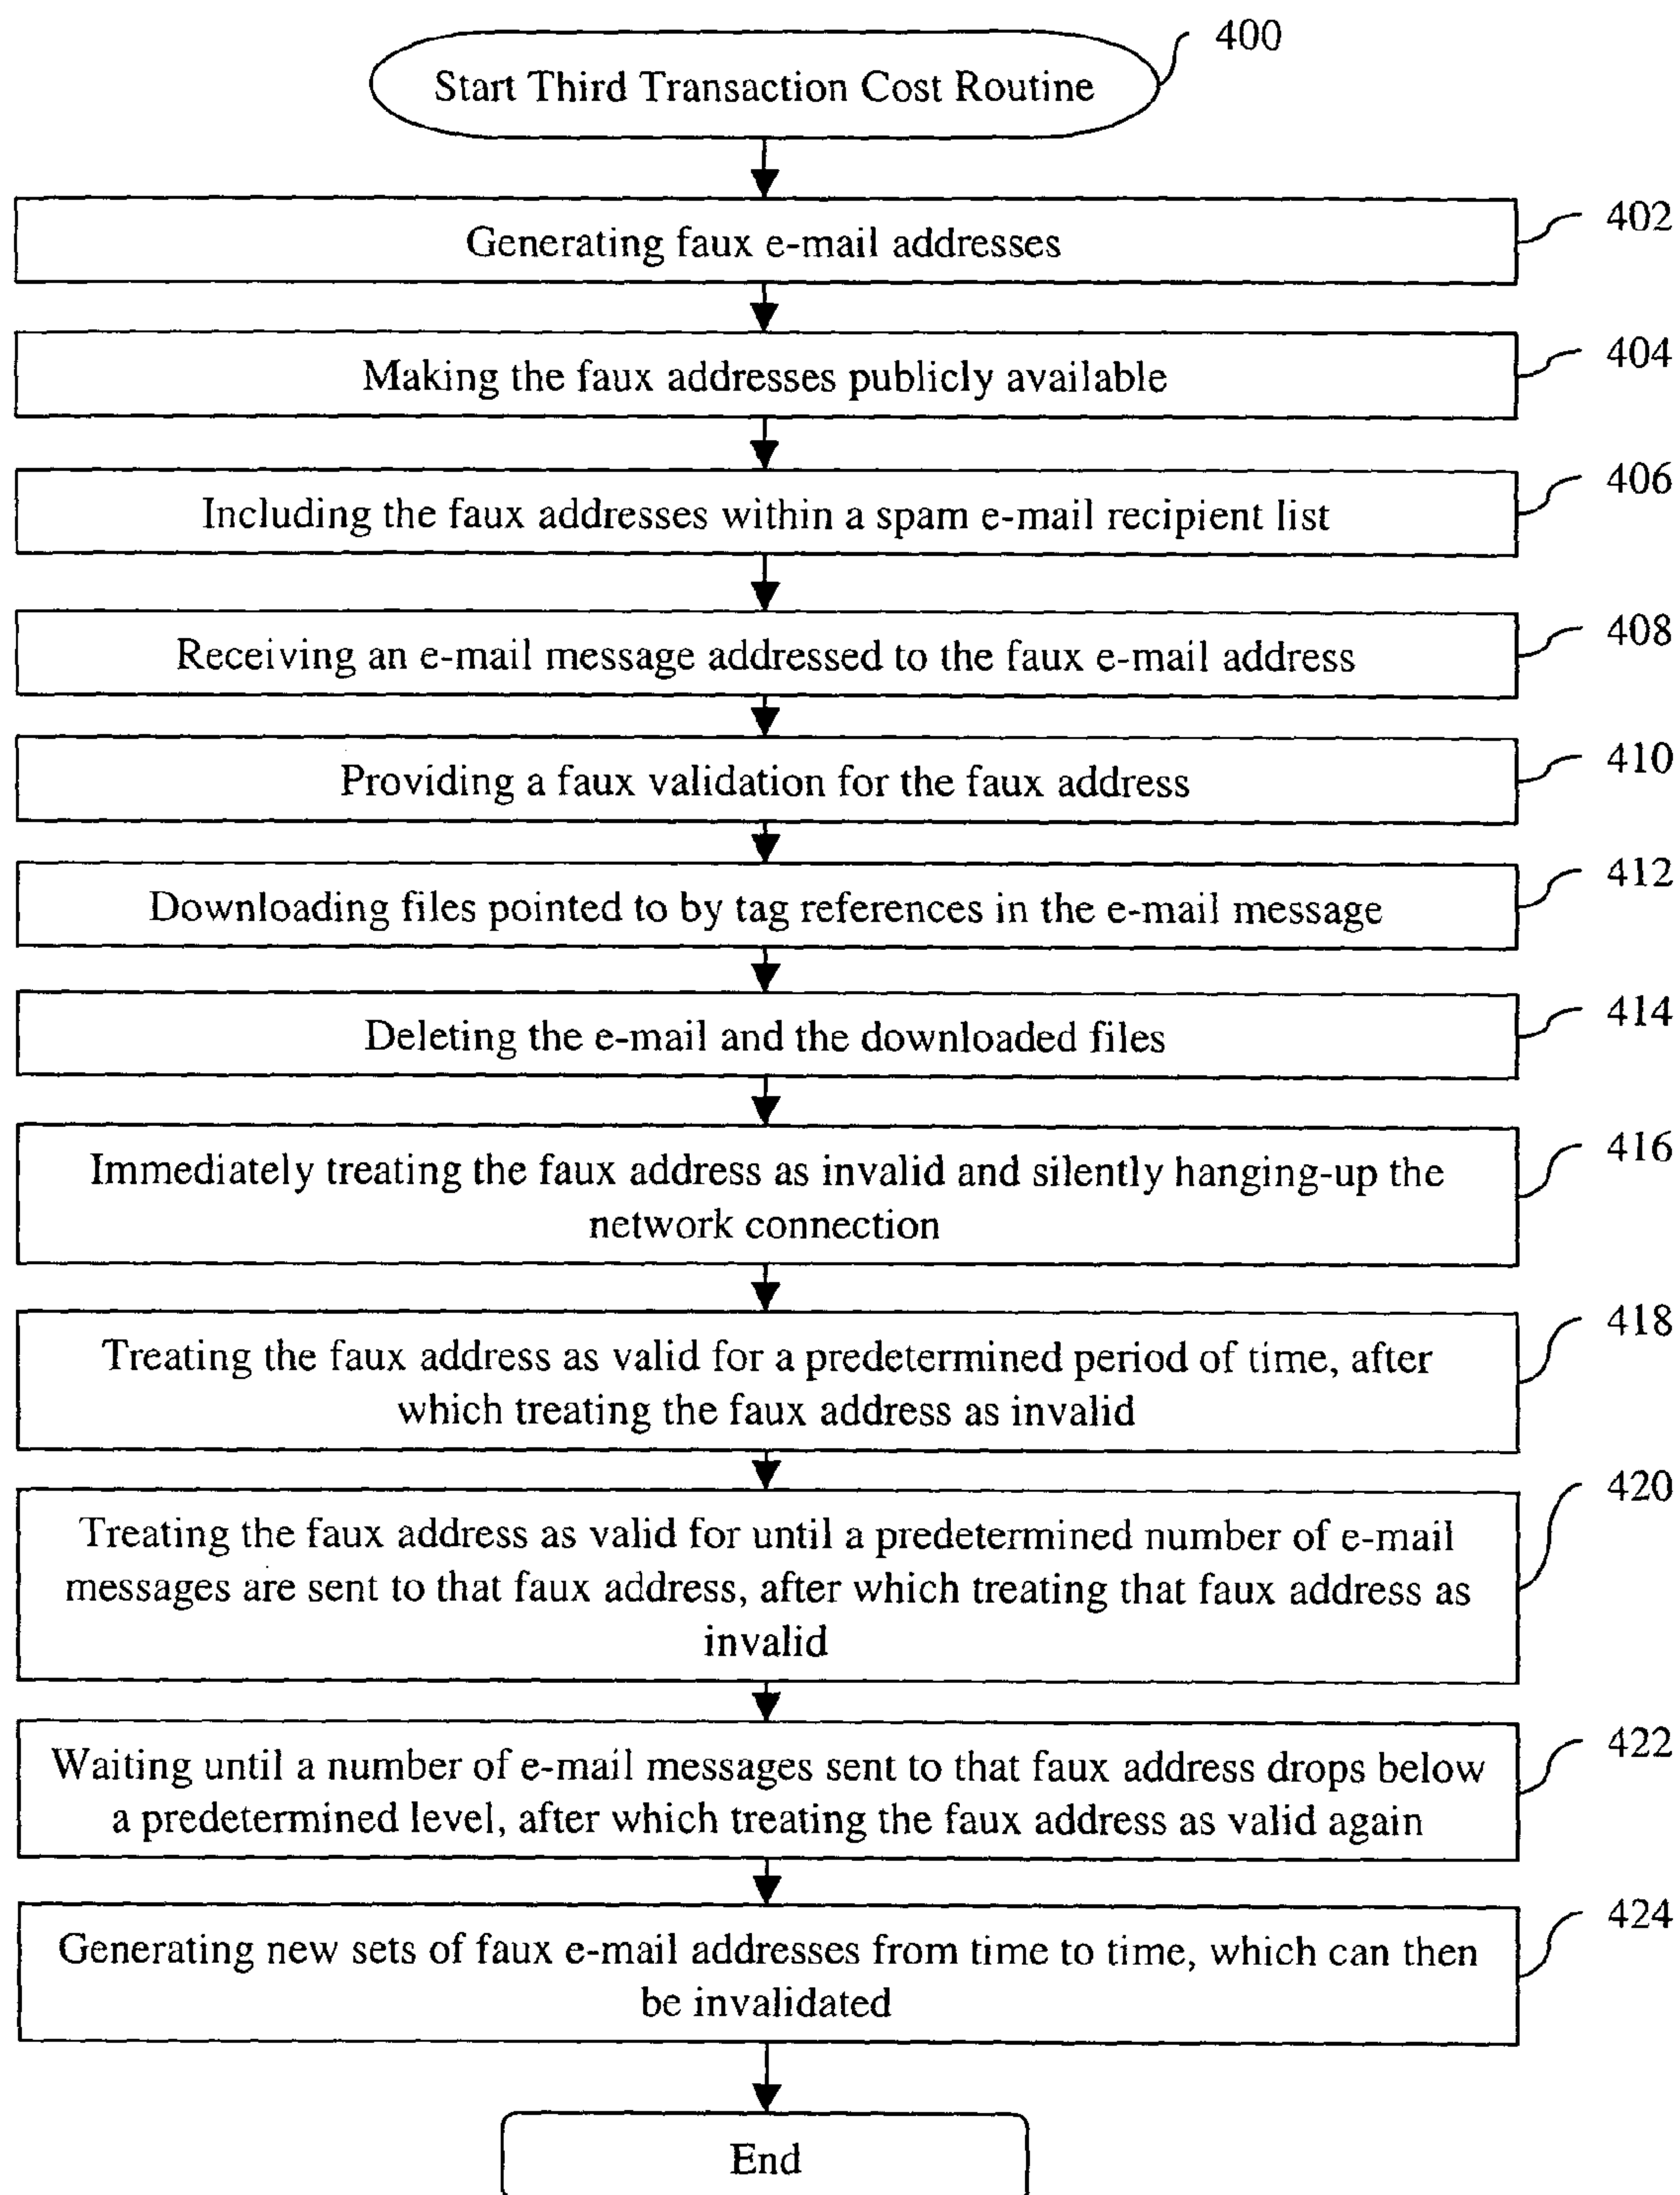 Start Third Transaction Cost Routine
400
Generating faux e-mail addresses
402
Making the faux addresses publicly available
404
Including the faux addresses within a spam e-mail recipient list
406
Receiving an e-mail message addressed to the faux e-mail address
408
Providing a faux validation for the faux address
410
Downloading files pointed to by tag references in the e-mail message
412
Deleting the e-mail and the downloaded files
414
Immediately treating the faux address as invalid and silently hanging-up the
network connection
416
Treating the faux address as valid for a predetermined period of time, after
which treating the faux address as invalid
418
Treating the faux address as valid for until a predetermined number of e-mail
messages are sent to that faux address, after which treating that faux address as
invalid
420
Waiting until a number of e-mail messages sent to that faux address drops below
a predetermined level, after which treating the faux address as valid again
422
Generating new sets of faux e-mail addresses from time to time, which can then
be invalidated
424
End